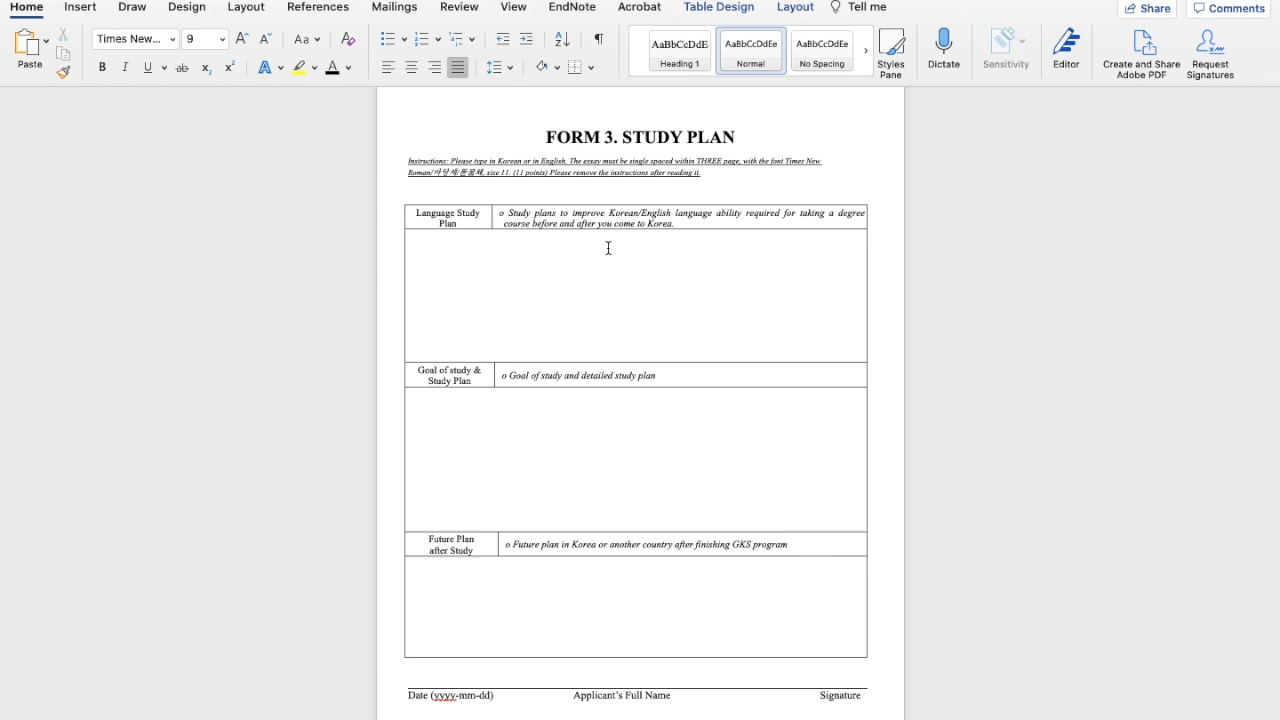 Home Insert Draw Design Layout References Mailings Review View EndNote Acrobat Table Design Layout Tell me Share Comments
Paste Times New... 9 Aa AaBbCcDdE AaBbCcDdEe AaBbCcDdEe
Heading 1 Normal No Spacing Styles Pane Dictate Sensitivity Editor Create and Share Adobe PDF Request Signatures
FORM 3. STUDY PLAN
Instructions: Please type in Korean or in English. The essay must be single spaced within THREE page, with the font Times New
Roman/바탕체/돋움체, size 11. (11 points) Please remove the instructions after reading it.
Language Study Plan
o Study plans to improve Korean/English language ability required for taking a degree
course before and after you come to Korea.
Goal of study &
Study Plan
o Goal of study and detailed study plan
Future Plan
after Study
o Future plan in Korea or another country after finishing GKS program
Date (yyyy-mm-dd) Applicant's Full Name Signature